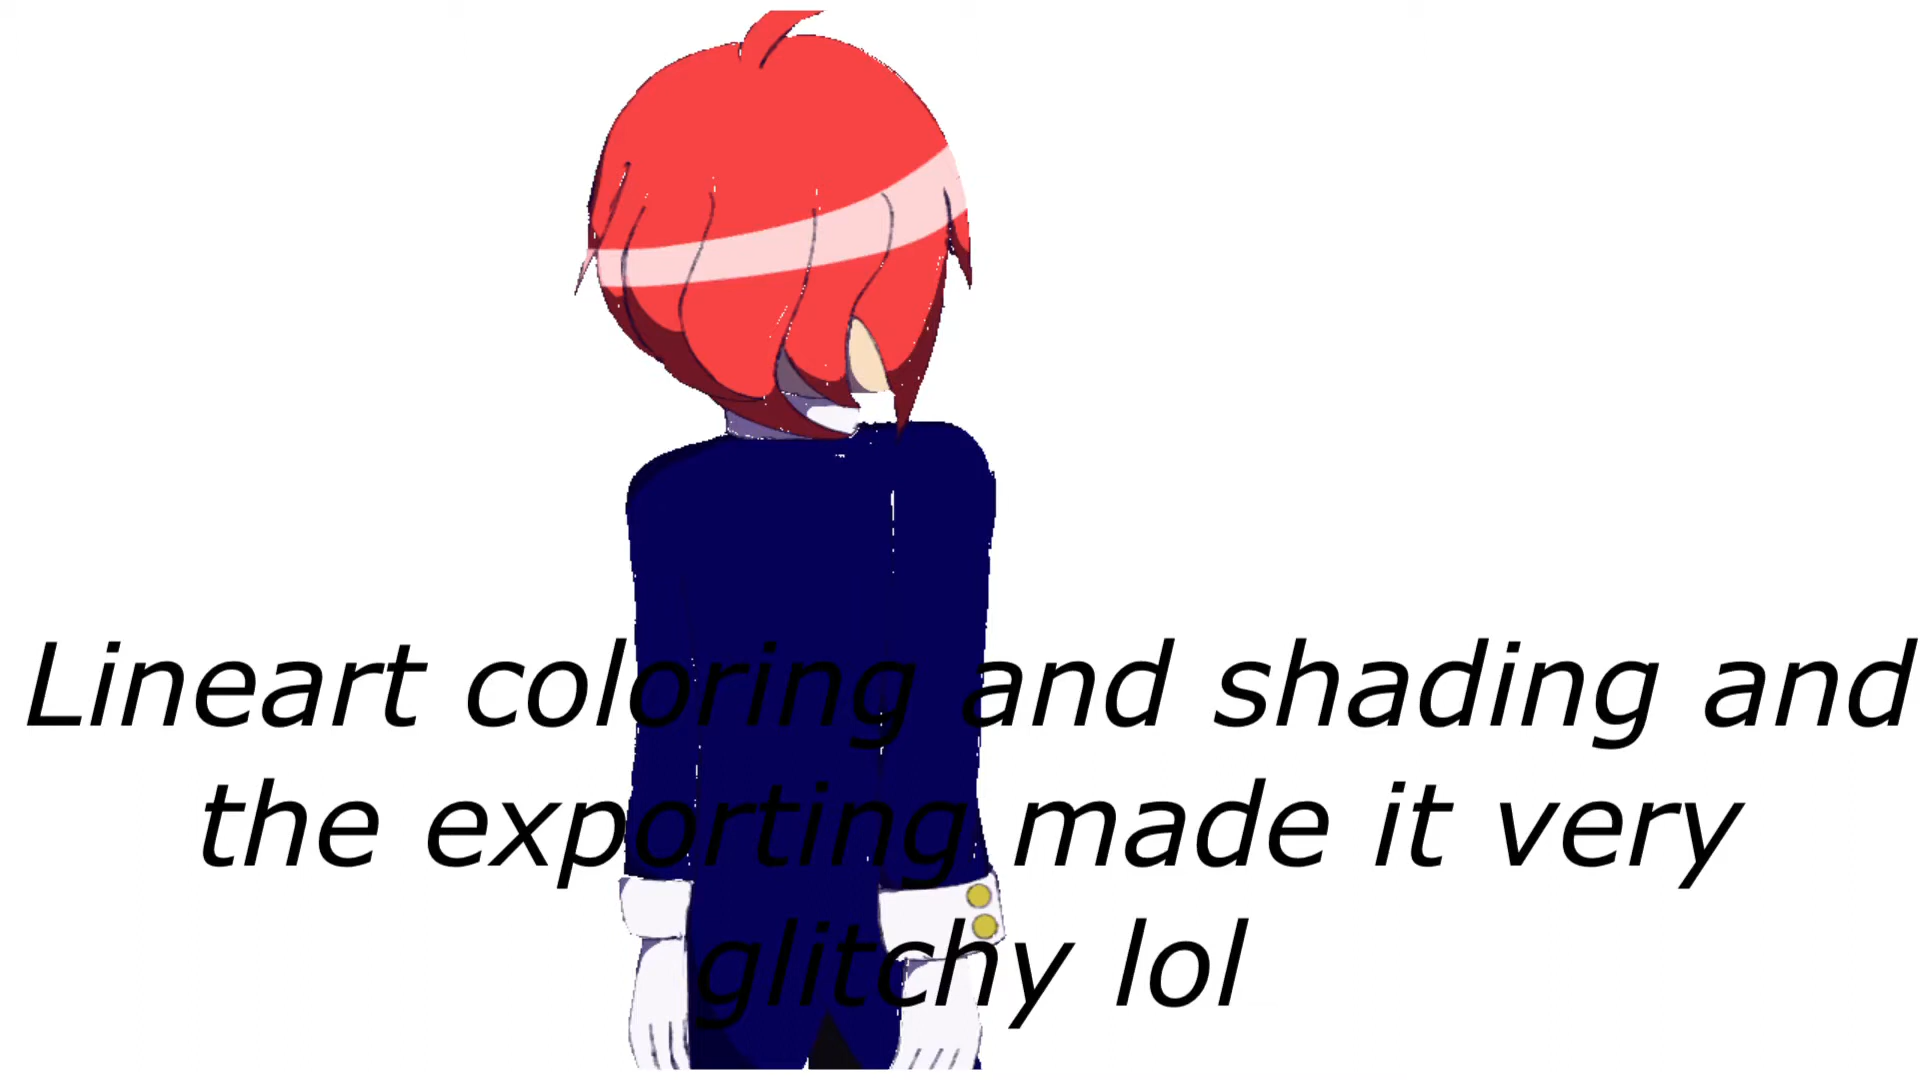 Lineart coloring and shading and
the exporting made it very
glitchy lol